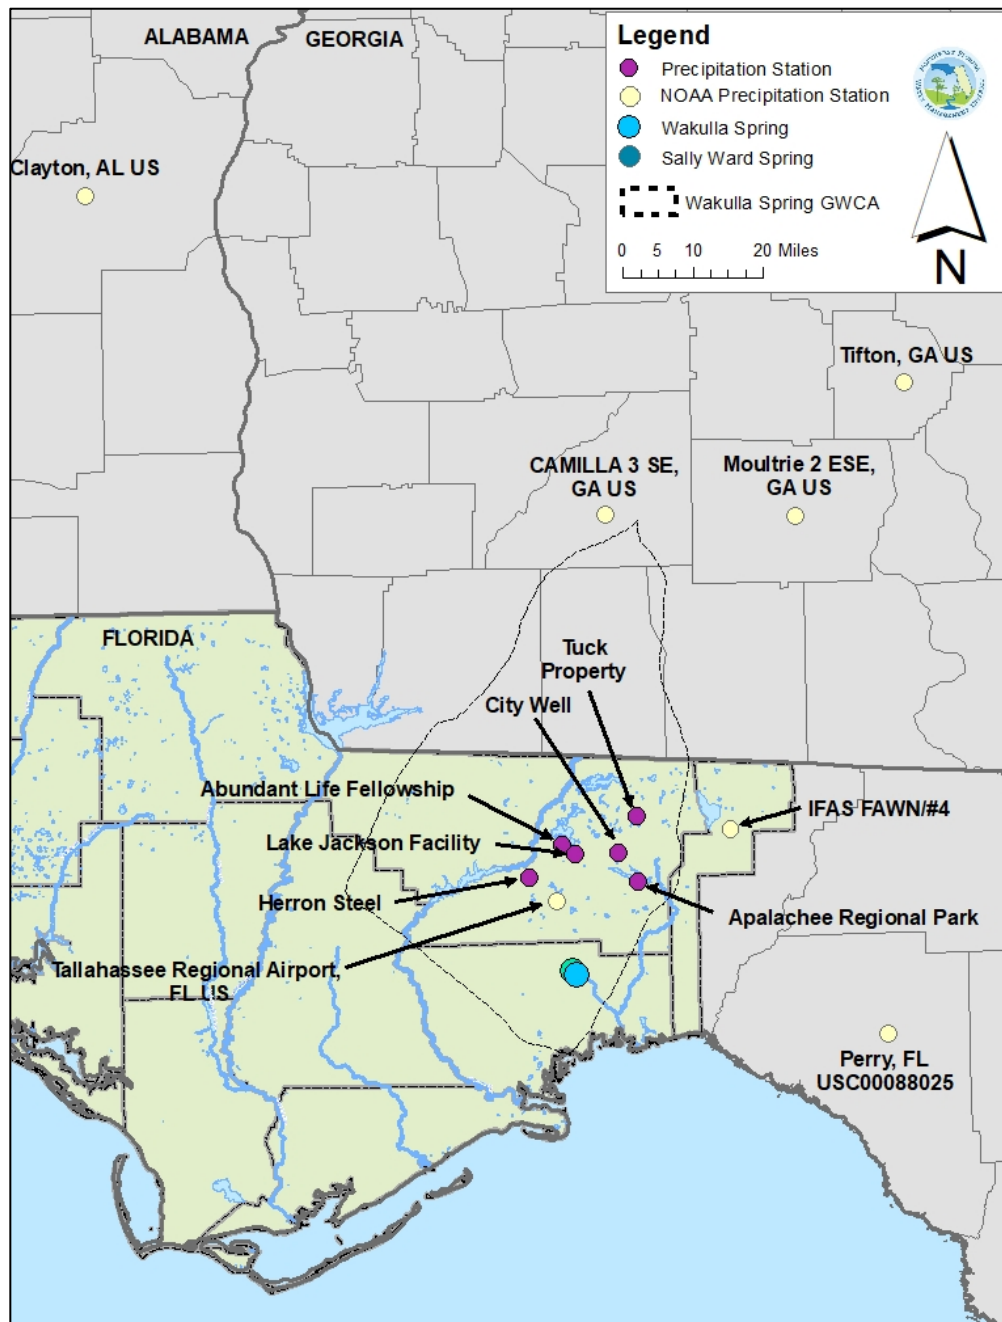 ALABAMA
GEORGIA
Legend
Precipitation Station
NOAA Precipitation Station
Wakulla Spring
Sally Ward Spring
Wakulla Spring GWCA
0 5 10 20 Miles
N
Clayton, AL US
Tifton, GA US
CAMILLA 3 SE,
GA US
Moultrie 2 ESE,
GA US
FLORIDA
Tuck
Property
City Well
Abundant Life Fellowship
IFAS FAWN/#4
Lake Jackson Facility
Herron Steel
Apalachee Regional Park
Tallahassee Regional Airport,
FL US
Perry, FL
USC00088025